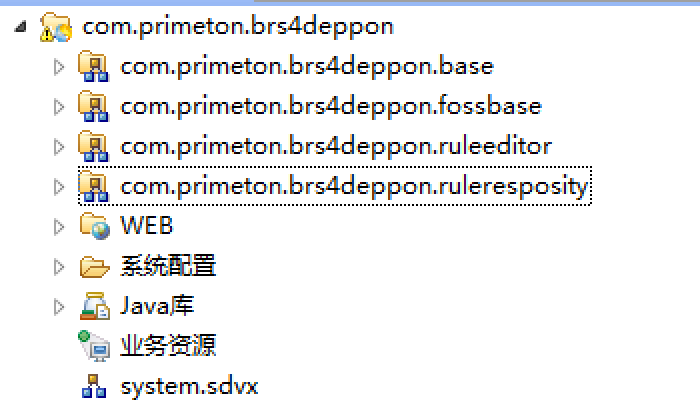 com.primeton.brs4deppon
com.primeton.brs4deppon.base
com.primeton.brs4deppon.fossbase
com.primeton.brs4deppon.ruleeditor
com.primeton.brs4deppon.ruleresposity
WEB
系统配置
Java库
业务资源
system.sdvx